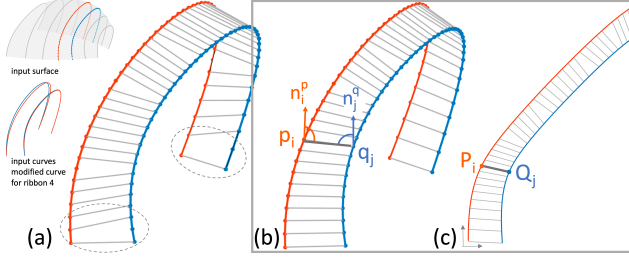 input surface
input curves
modified curve
for ribbon 4
(a)
n_i^p
n_j^q
p_i
q_j
(b)
P_i
Q_j
(c)